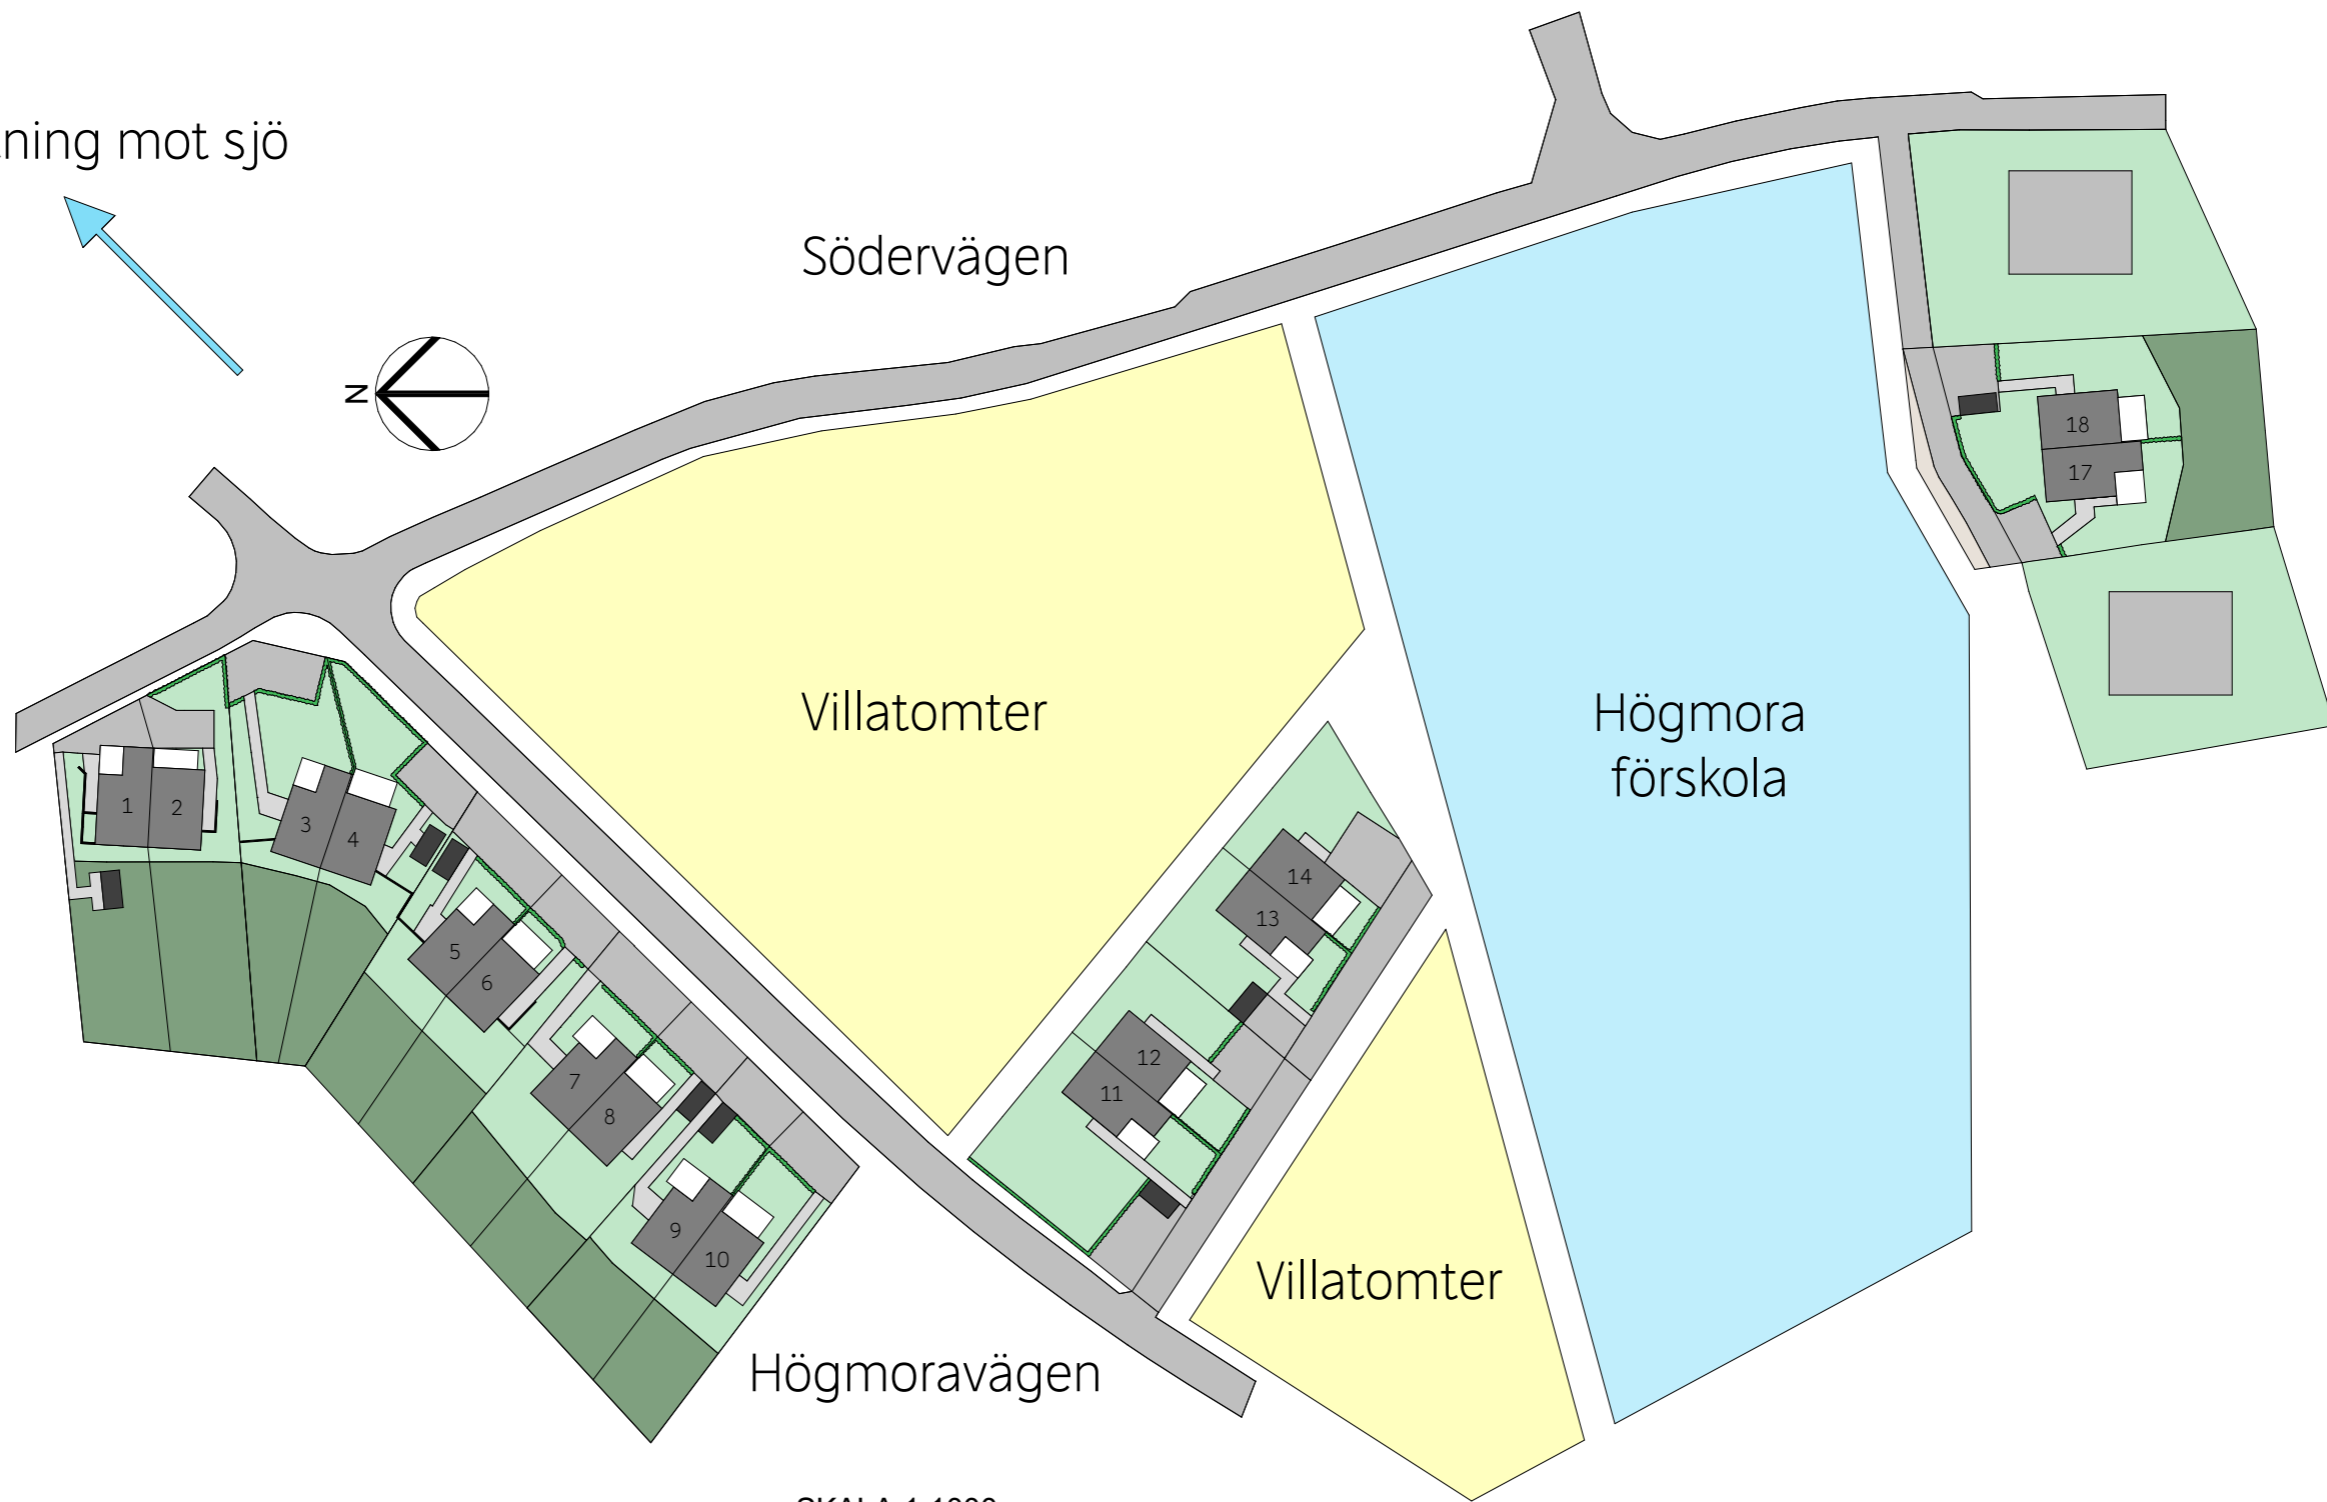 ning mot sjö
Södervägen
N
18
17
Villatomter
Högmora
förskola
1
2
3
4
14
13
5
6
12
7
11
8
9
10
Villatomter
Högmoravägen